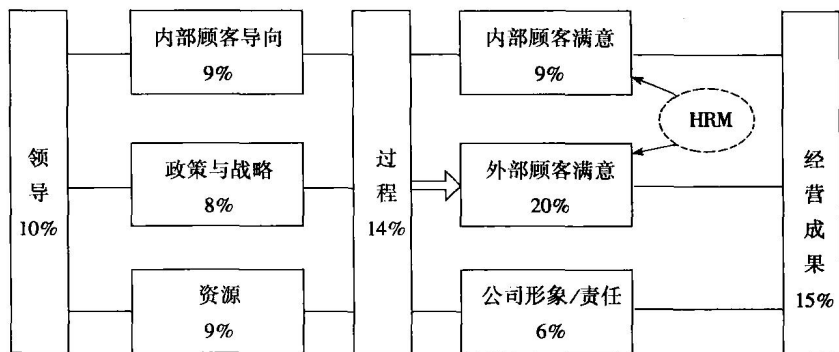 领导
10%
内部顾客导向
9%
政策与战略
8%
资源
9%
过程
14%
内部顾客满意
9%
外部顾客满意
20%
公司形象/责任
6%
HRM
经营成果
15%